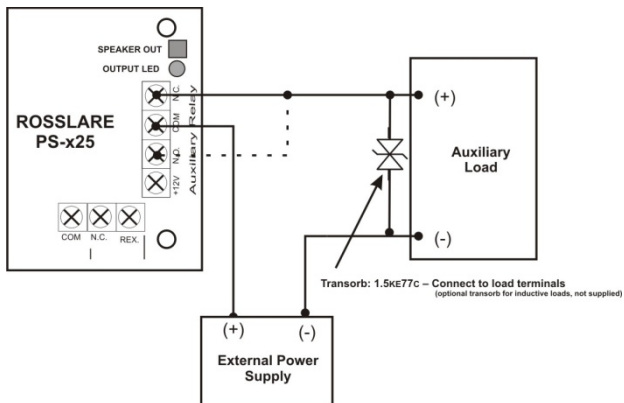 SPEAKER OUT
OUTPUT LED
ROSSLARE
PS-x25
N.C.
COM
N.O.
+12V
Auxiliary Relay
COM N.C. REX.
(+)
Auxiliary
Load
(-)
Transorb: 1.5KE77C – Connect to load terminals
(optional transorb for inductive loads, not supplied)
(+) (-)
External Power
Supply